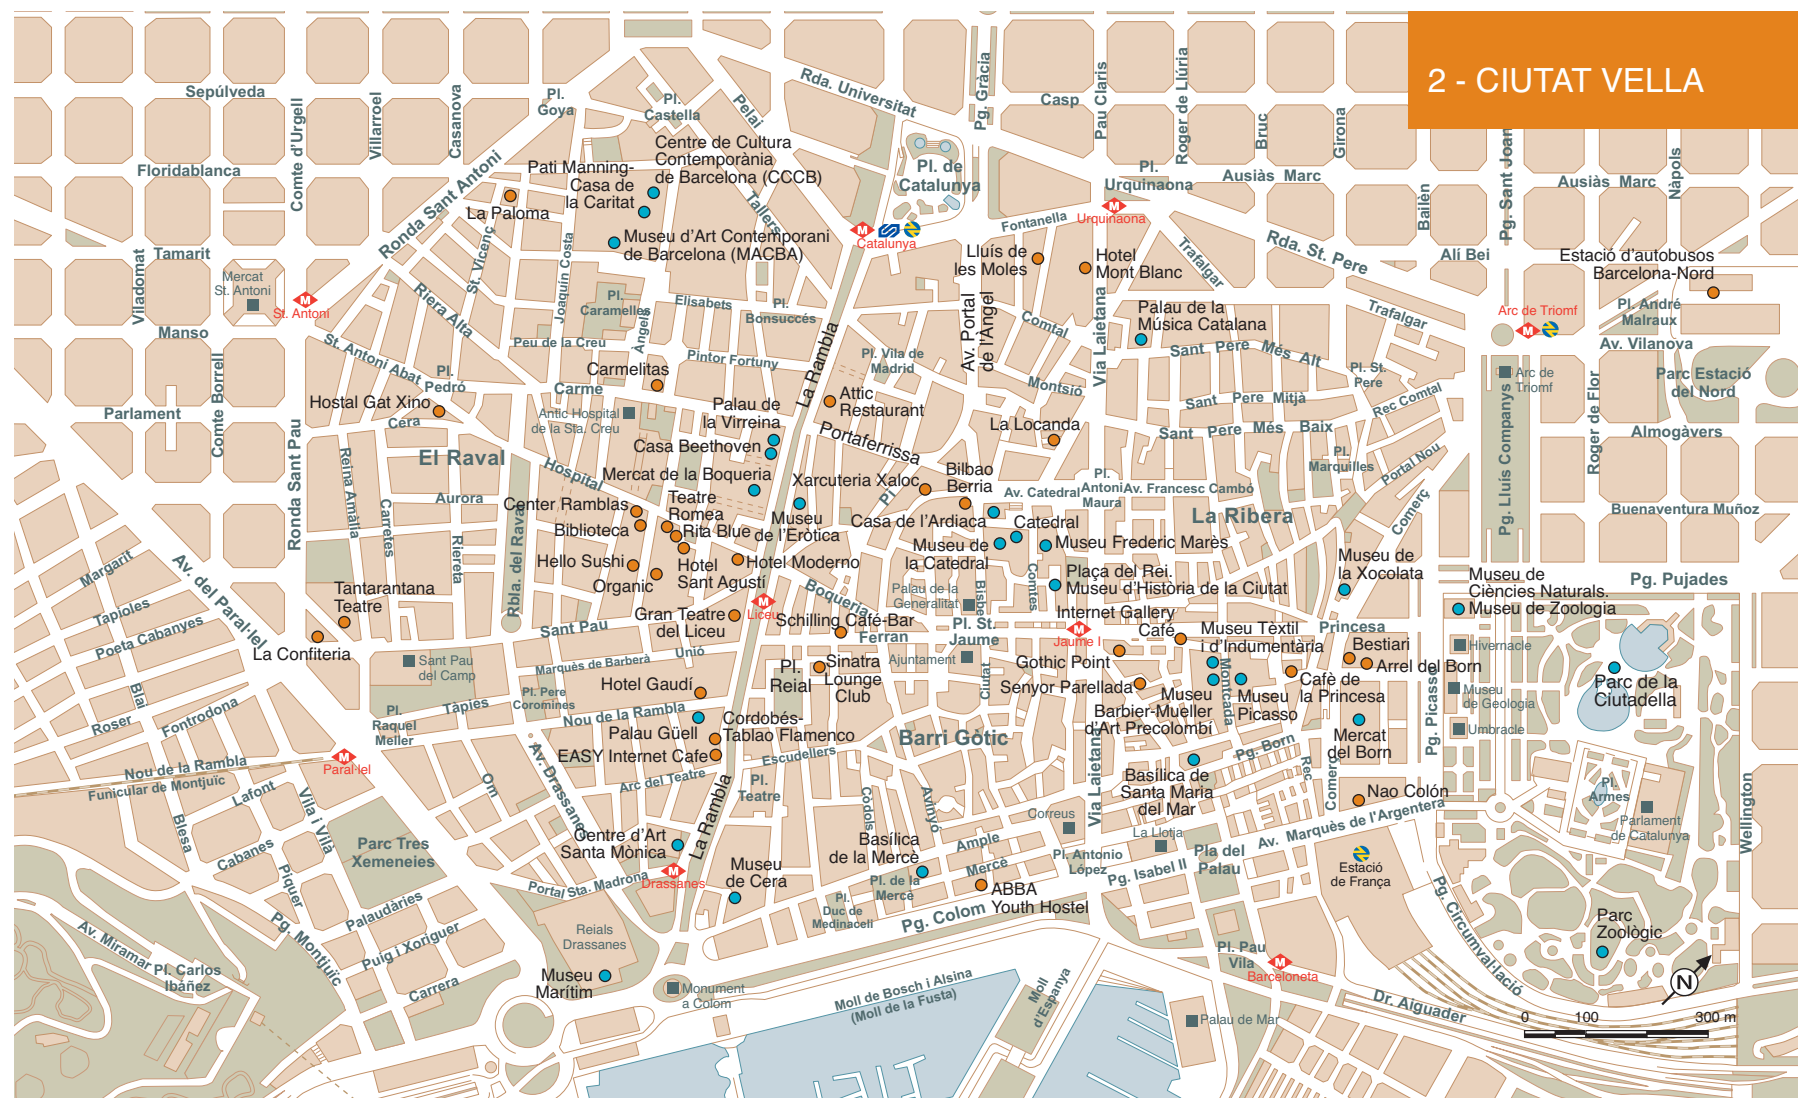 2 - CIUTAT VELLA
Sepúlveda
Comte d'Urgell
Villarroel
Casanova
Pl.
Goya
Pl.
Castella
Pelai
Rda. Universitat
Pg. Gràcia
Casp
Pau Claris
Roger de Llúria
Bruc
Girona
Floridablanca
Ronda Sant Antoni
Pati Manning-
Casa de
la Caritat
Centre de Cultura
Contemporània
de Barcelona (CCCB)
La Paloma
Tallers
Pl. de
Catalunya
Pl.
Urquinaona
Ausiàs Marc
Bailèn
Pg. Sant Joan
Ausiàs Marc
Nàpols
Urquinaona
Fontanella
Catalunya
Museu d'Art Contemporani
de Barcelona (MACBA)
St. Vicenç
Joaquín Costa
Viladomat
Tamarit
Mercat
St. Antoni
St. Antoni
Riera Alta
Pl.
Caramelles
Àngels
Elisabets
Pl.
Bonsuccés
Lluís de
les Moles
Hotel
Mont Blanc
Trafalgar
Rda. St. Pere
Alí Bei
Estació d'autobusos
Barcelona-Nord
Pl. André
Malraux
Arc de Triomf
Av. Vilanova
Manso
Comte Borrell
St. Antoni Abat
Pl.
Pedró
Peu de la Creu
Pintor Fortuny
La Rambla
Pl. Vila de
Madrid
Av. Portal
de l'Àngel
Comtal
Montsió
Via Laietana
Palau de la
Música Catalana
Sant Pere Més Alt
Trafalgar
Pl. St.
Pere
Arc de
Triomf
Parc Estació
del Nord
Parlament
Hostal Gat Xino
Cera
Carmelitas
Carme
Antic Hospital
de la Sta. Creu
Palau de
la Virreina
Casa Beethoven
Mercat de la Boqueria
Attic
Restaurant
Portaferrissa
La Locanda
Sant Pere Mitjà
Sant Pere Més Baix
Rec Comtal
Pl.
Marquilles
Portal Nou
Pg. Lluís Companys
Roger de Flor
Almogàvers
Ronda Sant Pau
El Raval
Reina Amàlia
Carretes
Aurora
Riereta
Rbla. del Raval
Hospital
Center Ramblas
Biblioteca
Teatre
Romea
Rita Blue
Museu
de l'Eròtica
Xarcuteria Xaloc
Pl.
Bilbao
Berria
Av. Catedral
Pl.
Antoni
Maura
Av. Francesc Cambó
La Ribera
Comerç
Buenaventura Muñoz
Casa de l'Ardiaca
Catedral
Museu de
la Catedral
Museu Frederic Marès
Hello Sushi
Organic
Hotel
Sant Agustí
Hotel Moderno
Boqueria
Palau de la
Generalitat
Bisbe
Comtes
Plaça del Rei.
Museu d'Història de la Ciutat
Museu de
la Xocolata
Museu de
Ciències Naturals.
Museu de Zoologia
Pg. Pujades
Margarit
Av. del Paral·lel
Tapioles
Poeta Cabanyes
Tantarantana
Teatre
La Confiteria
Sant Pau
Sant Pau
del Camp
Marquès de Barberà
Unió
Gran Teatre
del Liceu
Liceu
Schilling Café-Bar
Ferran
Pl. St.
Jaume
Internet Gallery
Café
Jaume I
Gothic Point
Museu Tèxtil
i d'Indumentària
Princesa
Bestiari
Arrel del Born
Hivernacle
Ajuntament
Ciutat
Sinatra
Lounge
Club
Pl.
Reial
Hotel Gaudí
Pl. Pere
Coromines
Tàpies
Nou de la Rambla
Senyor Parellada
Museu
Barbier-Mueller
d'Art Precolombí
Montcada
Museu
Picasso
Cafè de
la Princesa
Pg. Picasso
Museu
de Geologia
Umbracle
Parc de la
Ciutadella
Blai
Roser
Fontrodona
Pl.
Raquel
Meller
Palau Güell
Cordobés-
Tablao Flamenco
EASY Internet Cafe
Escudellers
Barri Gòtic
Via Laietana
Pg. Born
Mercat
del Born
Nou de la Rambla
Funicular de Montjuïc
Paral·lel
Lafont
Vila i Vilà
Om
Av. Drassanes
Arc del Teatre
Pl.
Teatre
Còdols
Avinyó
Basílica de
Santa Maria
del Mar
Rec
Comerç
Nao Colón
Pl.
Armes
Parlament
de Catalunya
Wellington
Blesa
Cabanes
Piquer
Parc Tres
Xemeneies
Centre d'Art
Santa Mònica
La Rambla
Basílica
de la Mercè
Ample
Mercè
Correus
La Llotja
Pl. Antonio
López
Pg. Isabel II
Pla del
Palau
Av. Marquès de l'Argentera
Estació
de França
Portal Sta. Madrona
Drassanes
Museu
de Cera
Pl. de la
Mercè
Pl.
Duc de
Medinaceli
ABBA
Youth Hostel
Pg. Colom
Palaudàries
Puig i Xoriguer
Carrera
Pg. Montjuïc
Av. Miramar
Pl. Carlos
Ibáñez
Reials
Drassanes
Museu
Marítim
Monument
a Colom
Moll de Bosch i Alsina
(Moll de la Fusta)
Moll
d'Espanya
Pl. Pau
Vila
Barceloneta
Palau de Mar
Pg. Circumval·lació
Dr. Aiguader
Parc
Zoològic
N
0 100 300 m